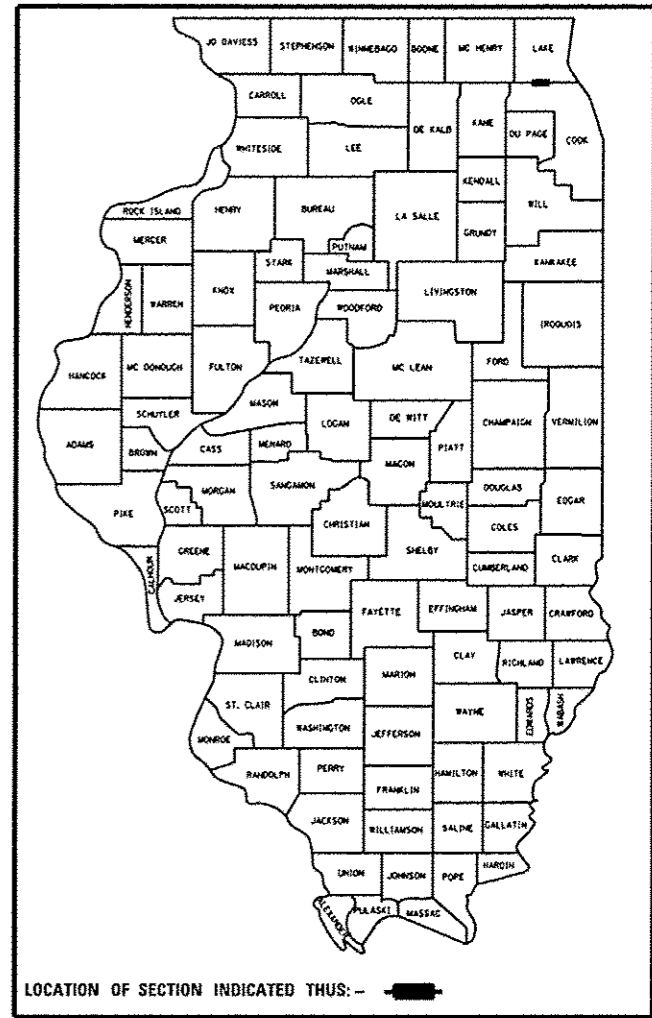 JO DAVIESS STEPHENSON WINNEBAGO BOONE MC HENRY LAKE
CARROLL OGLE DE KALB KANE DU PAGE COOK
WHITESIDE LEE
KENDALL WILL
ROCK ISLAND HENRY BUREAU LA SALLE GRUNDY
MERCER STARK PUTNAM MARSHALL KANKAKEE
HENDERSON WARREN KNOX PEORIA WOODFORD LIVINGSTON IROQUOIS
HANCOCK MC DONOUGH FULTON TAZEWELL MC LEAN FORD
SCHUYLER MASON LOGAN DE WITT CHAMPAIGN VERMILION
ADAMS BROWN CASS MENARD MACON PIATT
PIKE SCOTT MORGAN SANGAMON CHRISTIAN MOULTRIE DOUGLAS EDGAR
COLES
CALHOUN GREENE MACOUPIN MONTGOMERY SHELBY CUMBERLAND CLARK
JERSEY FAYETTE EFFINGHAM JASPER CRAWFORD
MADISON BOND CLAY RICHLAND LAWRENCE
CLINTON MARION
ST. CLAIR WASHINGTON JEFFERSON WAYNE EDWARDS WABASH
MONROE
RANDOLPH PERRY FRANKLIN HAMILTON WHITE
JACKSON WILLIAMSON SALINE GALLATIN
UNION JOHNSON POPE HARDIN
ALEXANDER PULASKI MASSAC
LOCATION OF SECTION INDICATED THUS: -